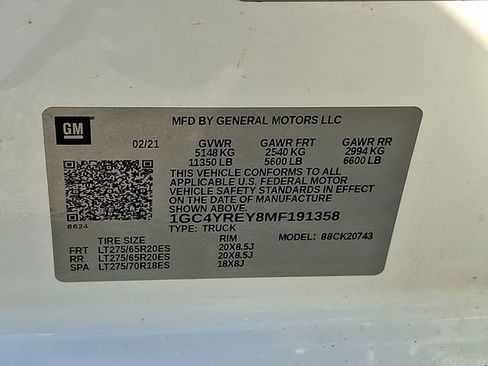 GM
MFD BY GENERAL MOTORS LLC
02/21
GVWR GAWR FRT GAWR RR
5148 KG 2540 KG 2994 KG
11350 LB 5600 LB 6600 LB
THIS VEHICLE CONFORMS TO ALL
APPLICABLE U.S. FEDERAL MOTOR
VEHICLE SAFETY STANDARDS IN EFFECT
ON THE DATE OF MANUFACTURE
SHOWN ABOVE.
1GC4YREY8MF191358
8624
TYPE: TRUCK
TIRE SIZE RIM MODEL: 88CK20743
FRT LT275/65R20ES 20X8.5J
RR LT275/65R20ES 20X8.5J
SPA LT275/70R18ES 18X8J